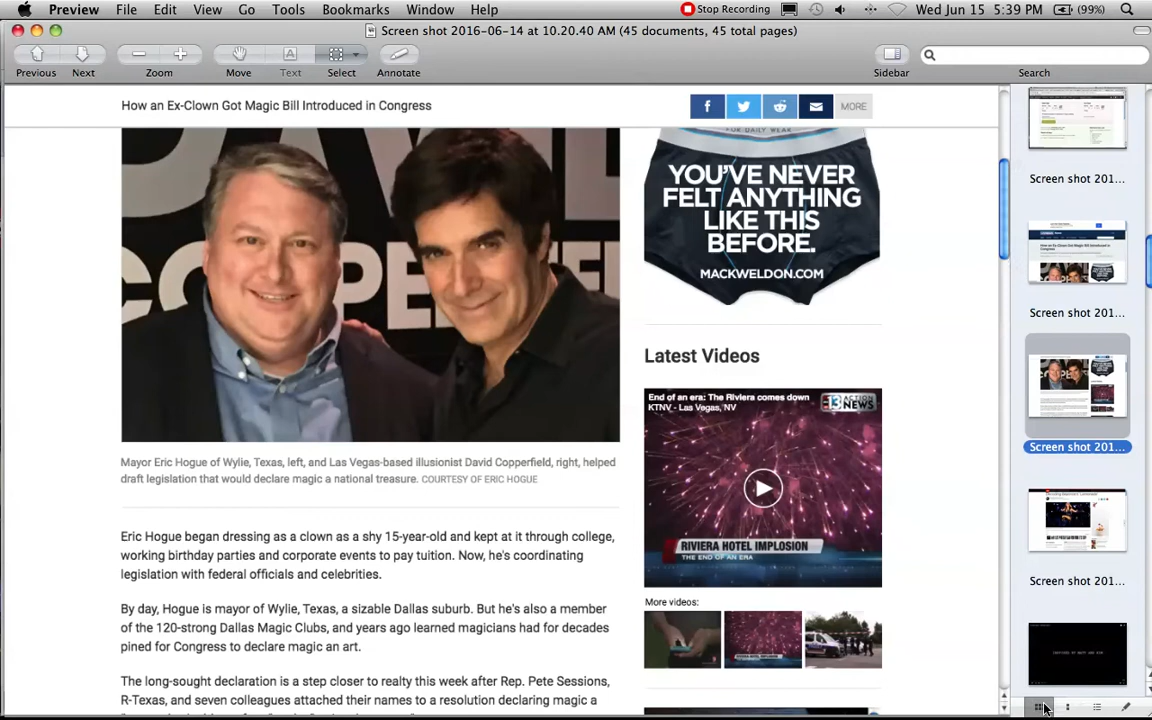 Preview File Edit View Go Tools Bookmarks Window Help Stop Recording Wed Jun 15 5:39 PM (99%)
Screen shot 2016-06-14 at 10.20.40 AM (45 documents, 45 total pages)
Previous Next Zoom Move Text Select Annotate Sidebar Search
How an Ex-Clown Got Magic Bill Introduced in Congress
MORE
FOR DAILY WEAR
YOU'VE NEVER
FELT ANYTHING
LIKE THIS
BEFORE.
MACKWELDON.COM
Latest Videos
End of an era: The Riviera comes down
KTNV - Las Vegas, NV
13 ACTION NEWS
RIVIERA HOTEL IMPLOSION
THE END OF AN ERA
More videos:
Mayor Eric Hogue of Wylie, Texas, left, and Las Vegas-based illusionist David Copperfield, right, helped
draft legislation that would declare magic a national treasure. COURTESY OF ERIC HOGUE
Eric Hogue began dressing as a clown as a shy 15-year-old and kept at it through college,
working birthday parties and corporate events to pay tuition. Now, he's coordinating
legislation with federal officials and celebrities.
By day, Hogue is mayor of Wylie, Texas, a sizable Dallas suburb. But he's also a member
of the 120-strong Dallas Magic Clubs, and years ago learned magicians had for decades
pined for Congress to declare magic an art.
The long-sought declaration is a step closer to realty this week after Rep. Pete Sessions,
R-Texas, and seven colleagues attached their names to a resolution declaring magic a
Screen shot 201...
Screen shot 201...
Screen shot 201...
Screen shot 201...